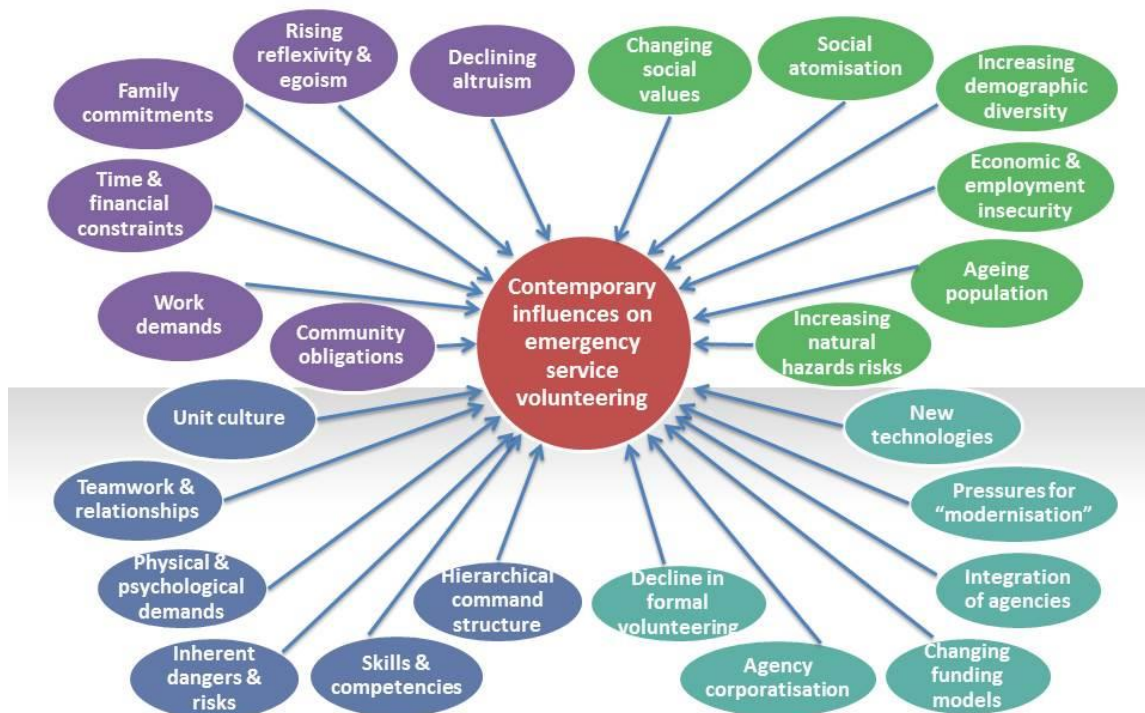 Rising
reflexivity &
egoism
Declining
altruism
Changing
social
values
Social
atomisation
Increasing
demographic
diversity
Family
commitments
Time &
financial
constraints
Economic &
employment
insecurity
Work
demands
Community
obligations
Contemporary
influences on
emergency
service
volunteering
Ageing
population
Increasing
natural
hazards risks
Unit culture
New
technologies
Teamwork &
relationships
Pressures for
“modernisation”
Physical &
psychological
demands
Hierarchical
command
structure
Decline in
formal
volunteering
Integration
of agencies
Inherent
dangers &
risks
Skills &
competencies
Agency
corporatisation
Changing
funding
models